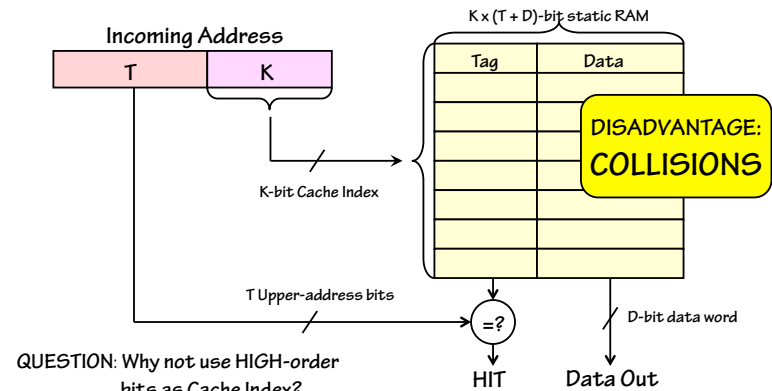 K x (T + D)-bit static RAM
Incoming Address
T K
Tag Data
DISADVANTAGE:
COLLISIONS
K-bit Cache Index
T Upper-address bits
=?
D-bit data word
QUESTION: Why not use HIGH-order
bits as Cache Index?
HIT Data Out